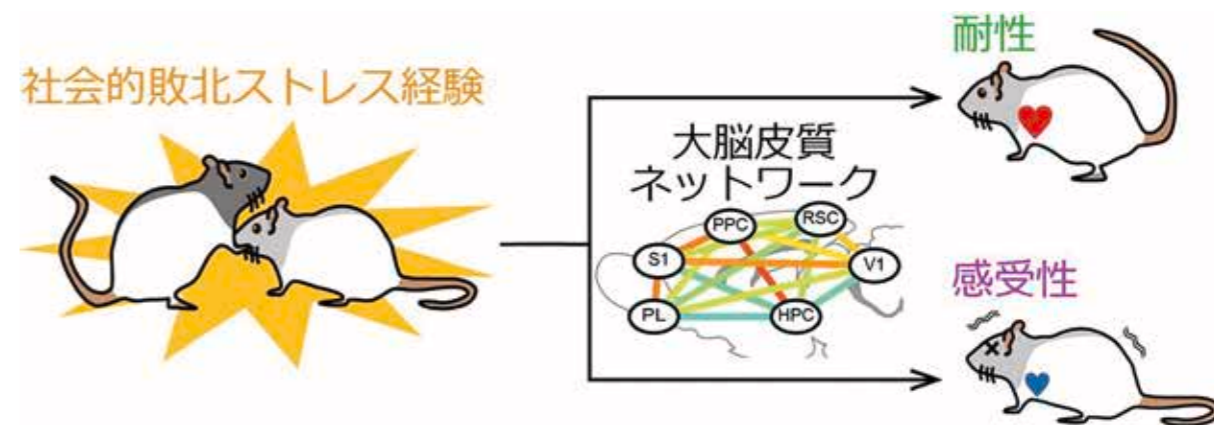 社会的敗北ストレス経験
大脳皮質
ネットワーク
PPC
RSC
S1
V1
PL
HPC
耐性
感受性